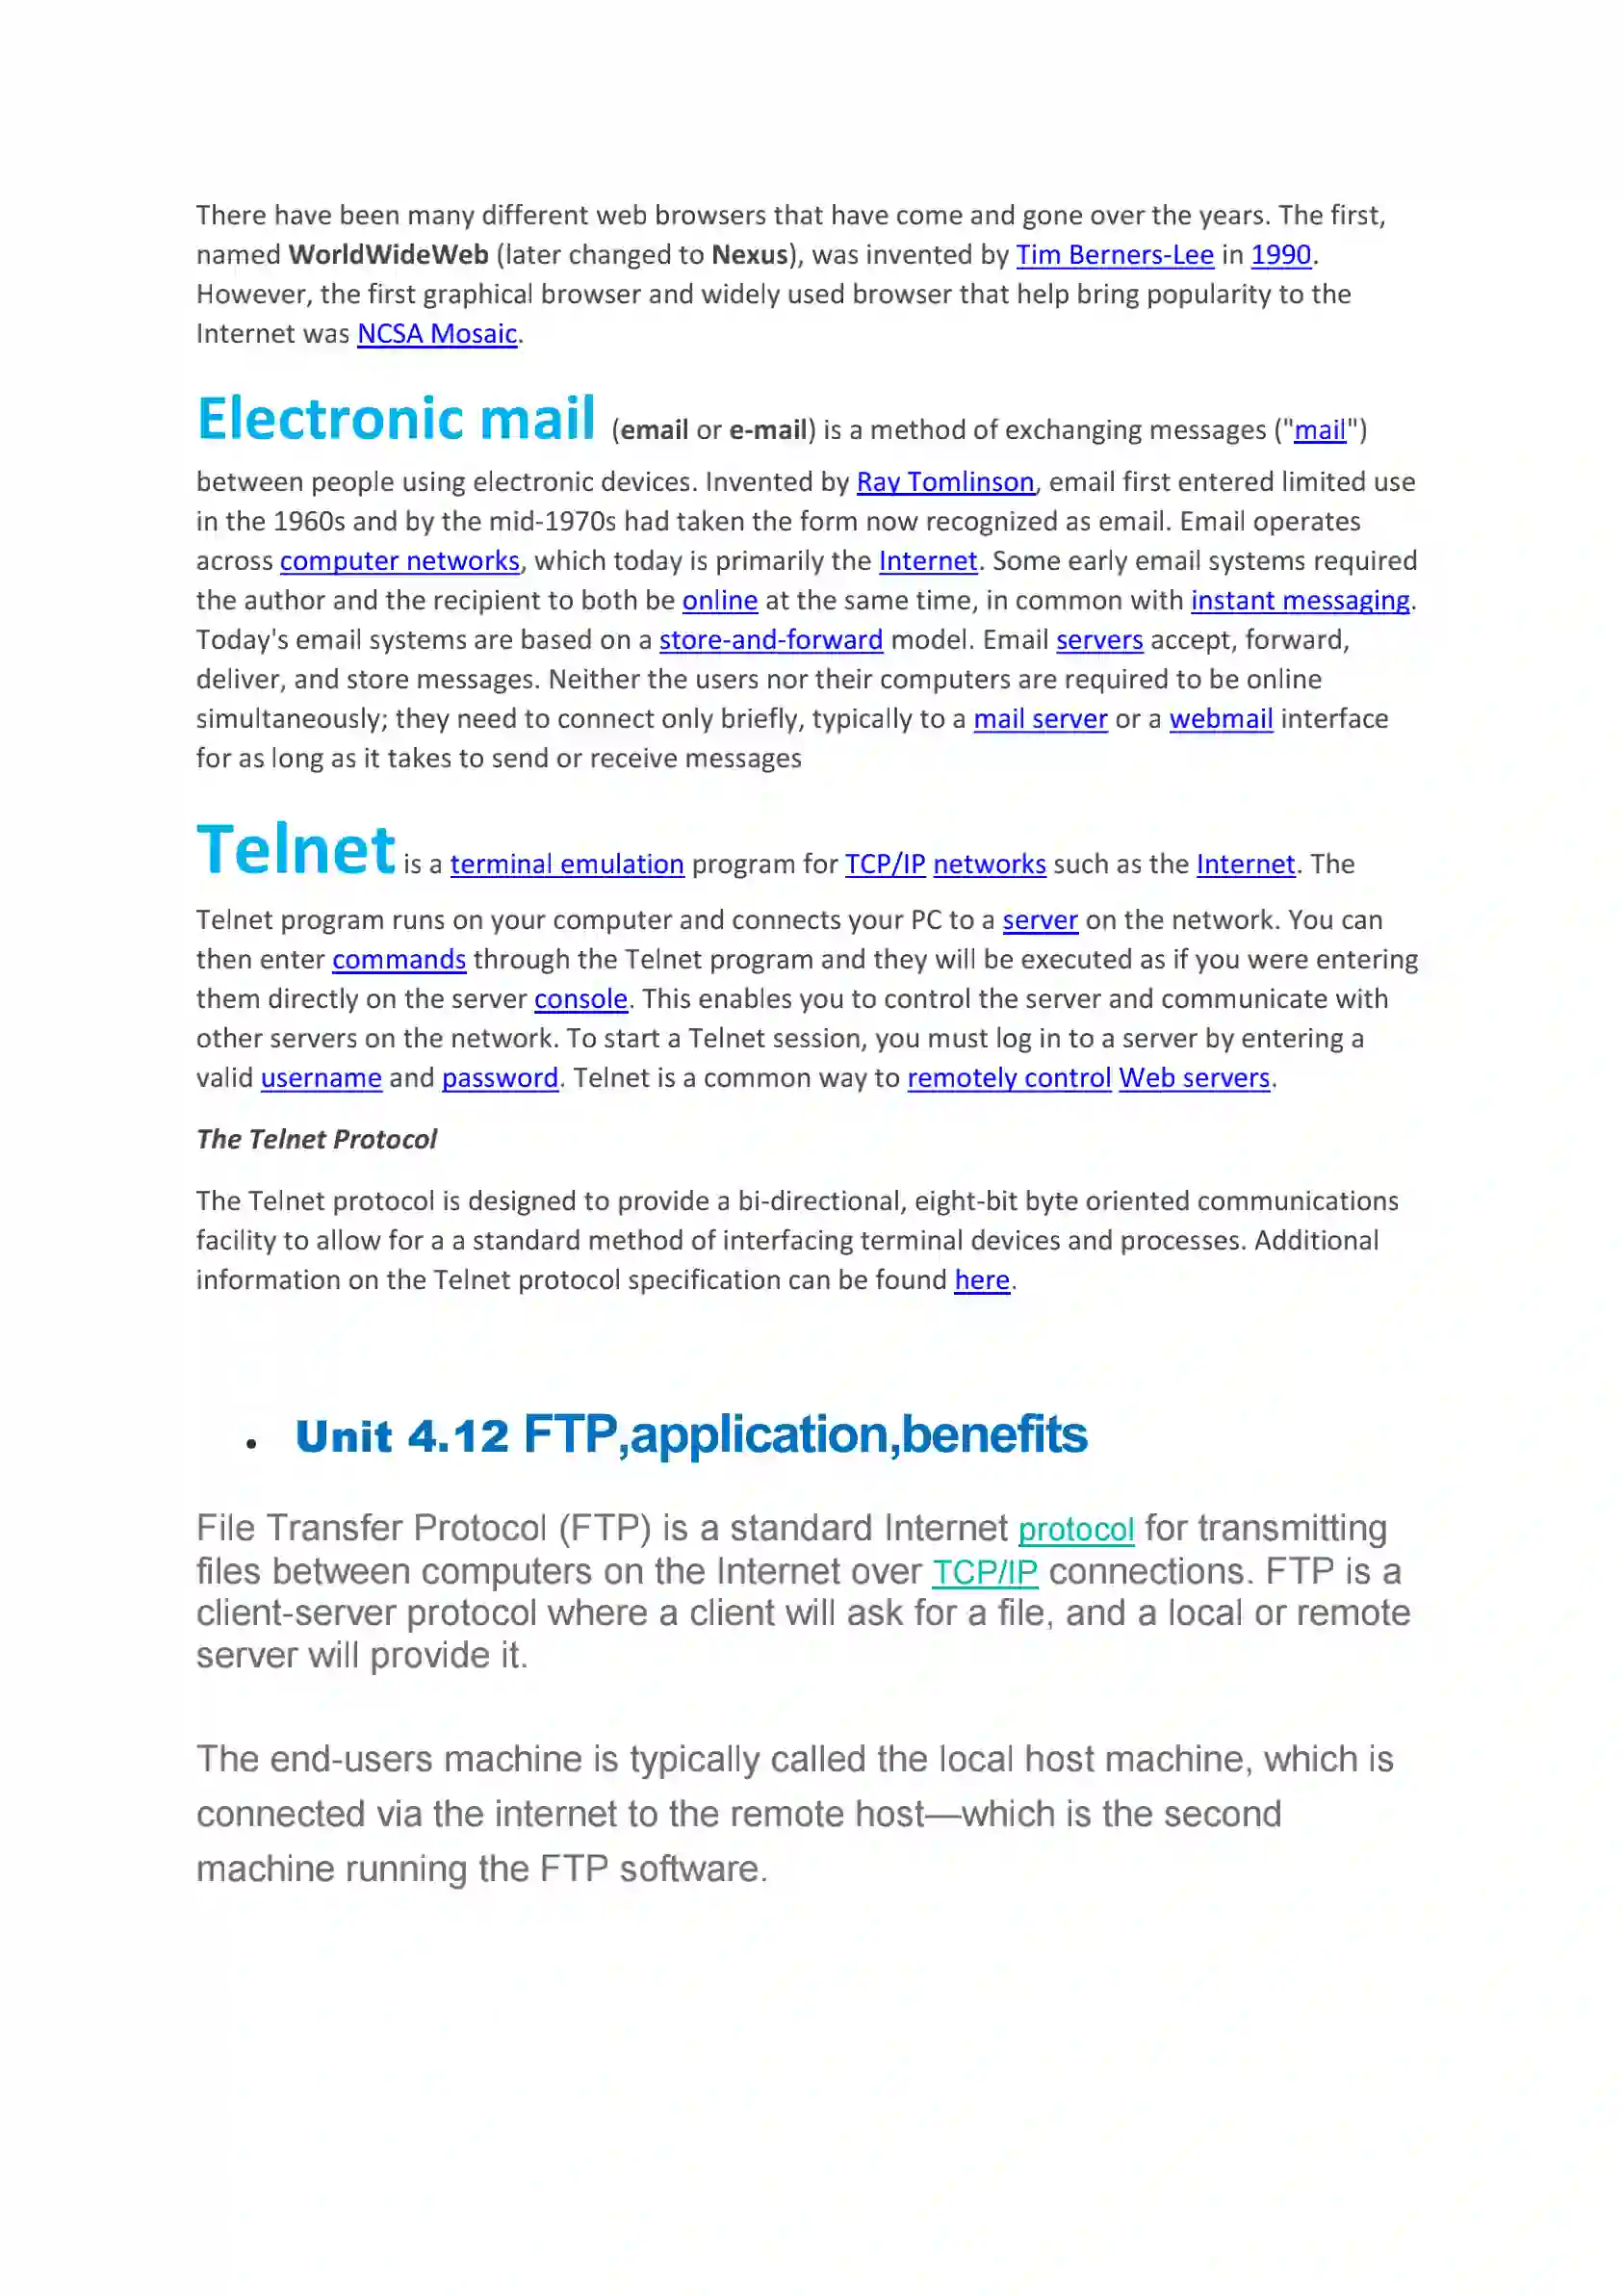 There have been many different web browsers that have come and gone over the years. The first,
named WorldWideWeb (later changed to Nexus), was invented by Tim Berners-Lee in 1990.
However, the first graphical browser and widely used browser that help bring popularity to the
Internet was NCSA Mosaic.
Electronic mail (email or e-mail) is a method of exchanging messages ("mail")
between people using electronic devices. Invented by Ray Tomlinson, email first entered limited use
in the 1960s and by the mid-1970s had taken the form now recognized as email. Email operates
across computer networks, which today is primarily the Internet. Some early email systems required
the author and the recipient to both be online at the same time, in common with instant messaging.
Today's email systems are based on a store-and-forward model. Email servers accept, forward,
deliver, and store messages. Neither the users nor their computers are required to be online
simultaneously; they need to connect only briefly, typically to a mail server or a webmail interface
for as long as it takes to send or receive messages
Telnet is a terminal emulation program for TCP/IP networks such as the Internet. The
Telnet program runs on your computer and connects your PC to a server on the network. You can
then enter commands through the Telnet program and they will be executed as if you were entering
them directly on the server console. This enables you to control the server and communicate with
other servers on the network. To start a Telnet session, you must log in to a server by entering a
valid username and password. Telnet is a common way to remotely control Web servers.
The Telnet Protocol
The Telnet protocol is designed to provide a bi-directional, eight-bit byte oriented communications
facility to allow for a a standard method of interfacing terminal devices and processes. Additional
information on the Telnet protocol specification can be found here.
• Unit 4.12 FTP,application,benefits
File Transfer Protocol (FTP) is a standard Internet protocol for transmitting
files between computers on the Internet over TCP/IP connections. FTP is a
client-server protocol where a client will ask for a file, and a local or remote
server will provide it.
The end-users machine is typically called the local host machine, which is
connected via the internet to the remote host—which is the second
machine running the FTP software.